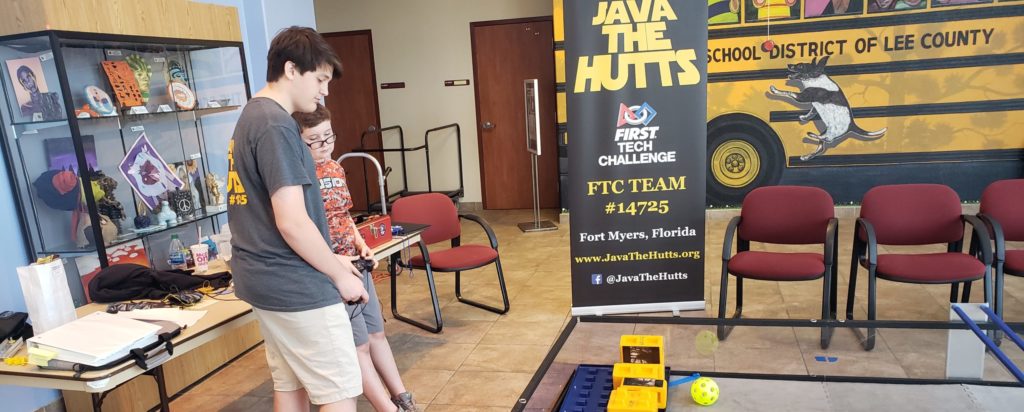 JAVA
THE
HUTTS
FIRST
TECH
CHALLENGE
FTC TEAM
#14725
Fort Myers, Florida
www.JavaTheHutts.org
@JavaTheHutts
SCHOOL DISTRICT OF LEE COUNTY